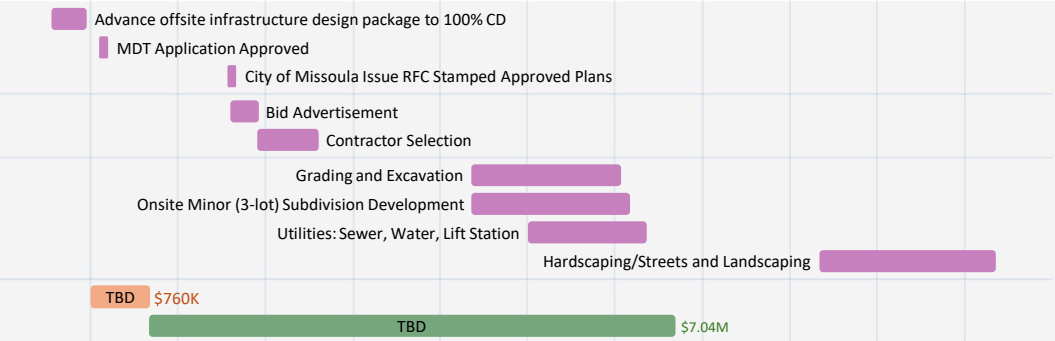 Advance offsite infrastructure design package to 100% CD
MDT Application Approved
City of Missoula Issue RFC Stamped Approved Plans
Bid Advertisement
Contractor Selection
Grading and Excavation
Onsite Minor (3-lot) Subdivision Development
Utilities: Sewer, Water, Lift Station
Hardscaping/Streets and Landscaping
TBD $760K
TBD $7.04M